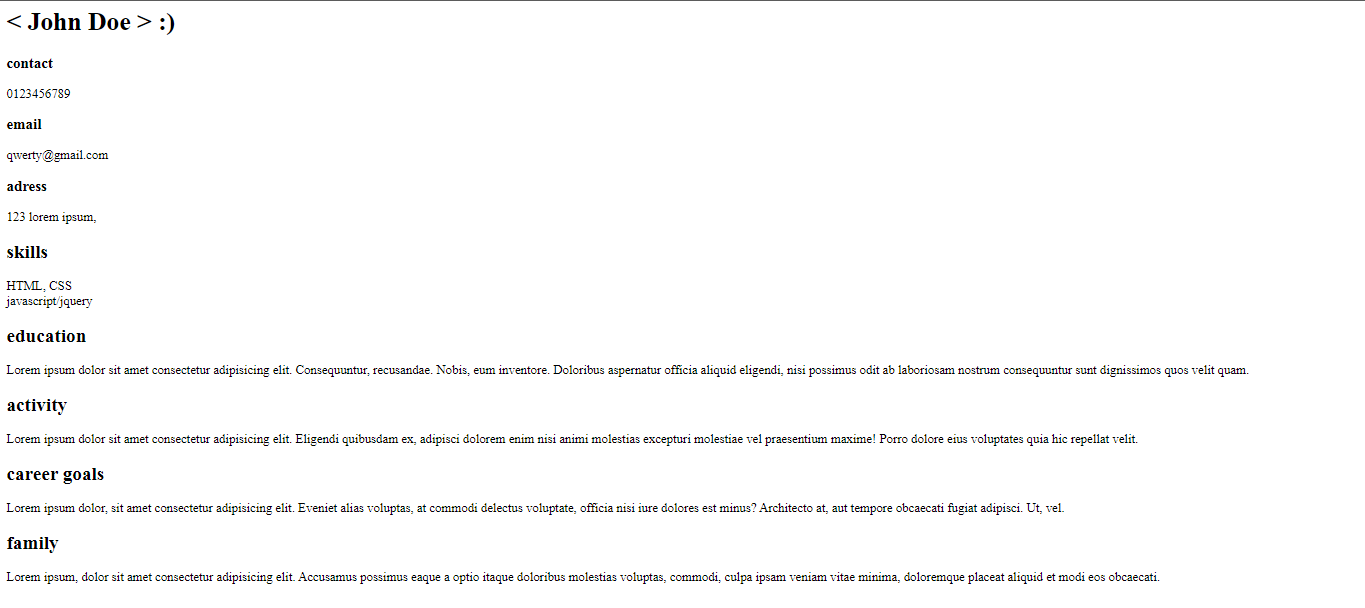 < John Doe > :)
contact
0123456789
email
qwerty@gmail.com
adress
123 lorem ipsum,
skills
HTML, CSS
javascript/jquery
education
Lorem ipsum dolor sit amet consectetur adipisicing elit. Consequuntur, recusandae. Nobis, eum inventore. Doloribus aspernatur officia aliquid eligendi, nisi possimus odit ab laboriosam nostrum consequuntur sunt dignissimos quos velit quam.
activity
Lorem ipsum dolor sit amet consectetur adipisicing elit. Eligendi quibusdam ex, adipisci dolorem enim nisi animi molestias excepturi molestiae vel praesentium maxime! Porro dolore eius voluptates quia hic repellat velit.
career goals
Lorem ipsum dolor, sit amet consectetur adipisicing elit. Eveniet alias voluptas, at commodi delectus voluptate, officia nisi iure dolores est minus? Architecto at, aut tempore obcaecati fugiat adipisci. Ut, vel.
family
Lorem ipsum, dolor sit amet consectetur adipisicing elit. Accusamus possimus eaque a optio itaque doloribus molestias voluptas, commodi, culpa ipsam veniam vitae minima, doloremque placeat aliquid et modi eos obcaecati.